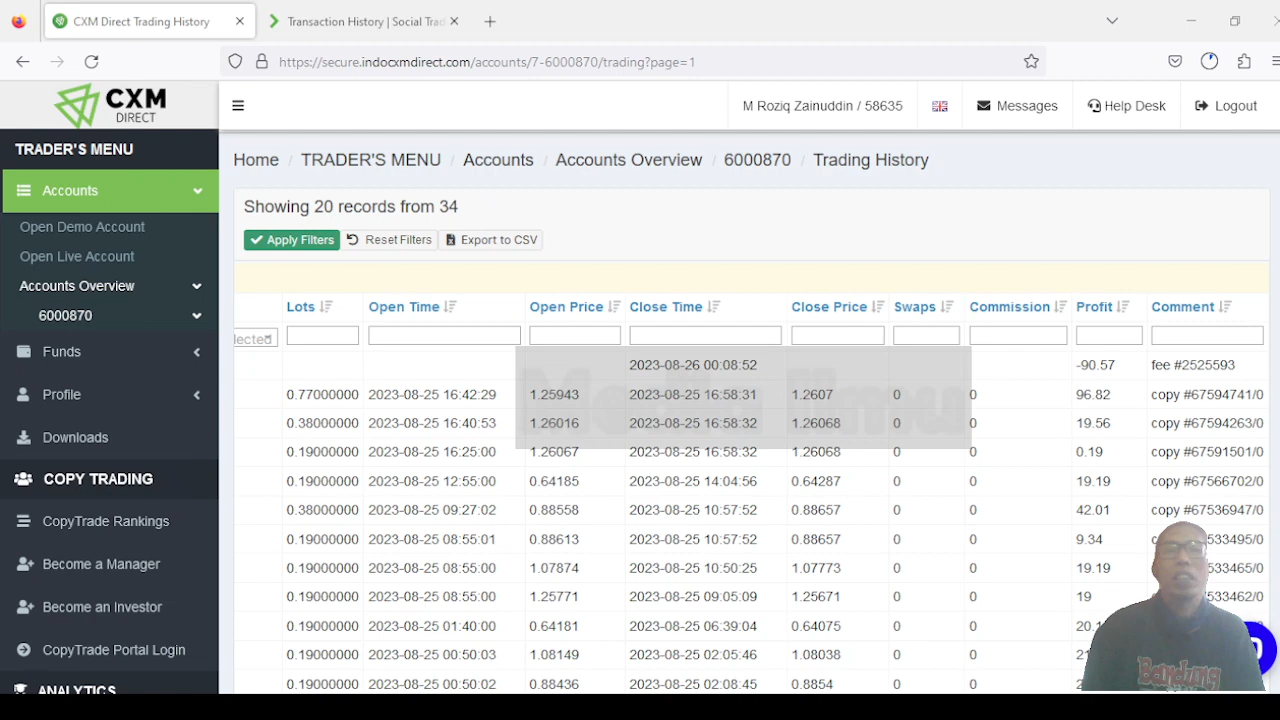 CXM Direct Trading History
Transaction History | Social Trad
https://secure.indocxmdirect.com/accounts/7-6000870/trading?page=1
CXM
DIRECT
M Roziq Zainuddin / 58635
Messages
Help Desk
Logout
TRADER'S MENU
Accounts
Open Demo Account
Open Live Account
Accounts Overview
6000870
Funds
Profile
Downloads
COPY TRADING
CopyTrade Rankings
Become a Manager
Become an Investor
CopyTrade Portal Login
ANALYTICS
Home / TRADER'S MENU / Accounts / Accounts Overview / 6000870 / Trading History
Showing 20 records from 34
Apply Filters Reset Filters Export to CSV
Lots Open Time Open Price Close Time Close Price Swaps Commission Profit Comment
lected
2023-08-26 00:08:52 -90.57 fee #2525593
0.77000000 2023-08-25 16:42:29 1.25943 2023-08-25 16:58:31 1.2607 0 0 96.82 copy #67594741/0
0.38000000 2023-08-25 16:40:53 1.26016 2023-08-25 16:58:32 1.26068 0 0 19.56 copy #67594263/0
0.19000000 2023-08-25 16:25:00 1.26067 2023-08-25 16:58:32 1.26068 0 0 0.19 copy #67591501/0
0.19000000 2023-08-25 12:55:00 0.64185 2023-08-25 14:04:56 0.64287 0 0 19.19 copy #67566702/0
0.38000000 2023-08-25 09:27:02 0.88558 2023-08-25 10:57:52 0.88657 0 0 42.01 copy #67536947/0
0.19000000 2023-08-25 08:55:01 0.88613 2023-08-25 10:57:52 0.88657 0 0 9.34 533495/0
0.19000000 2023-08-25 08:55:00 1.07874 2023-08-25 10:50:25 1.07773 0 0 19.19 533465/0
0.19000000 2023-08-25 08:55:00 1.25771 2023-08-25 09:05:09 1.25671 0 0 19 533462/0
0.19000000 2023-08-25 01:40:00 0.64181 2023-08-25 06:39:04 0.64075 0 0
0.19000000 2023-08-25 00:50:03 1.08149 2023-08-25 02:05:46 1.08038 0 0
0.19000000 2023-08-25 00:50:02 0.88436 2023-08-25 02:08:45 0.8854 0 0
Media Ilmu
Bandung